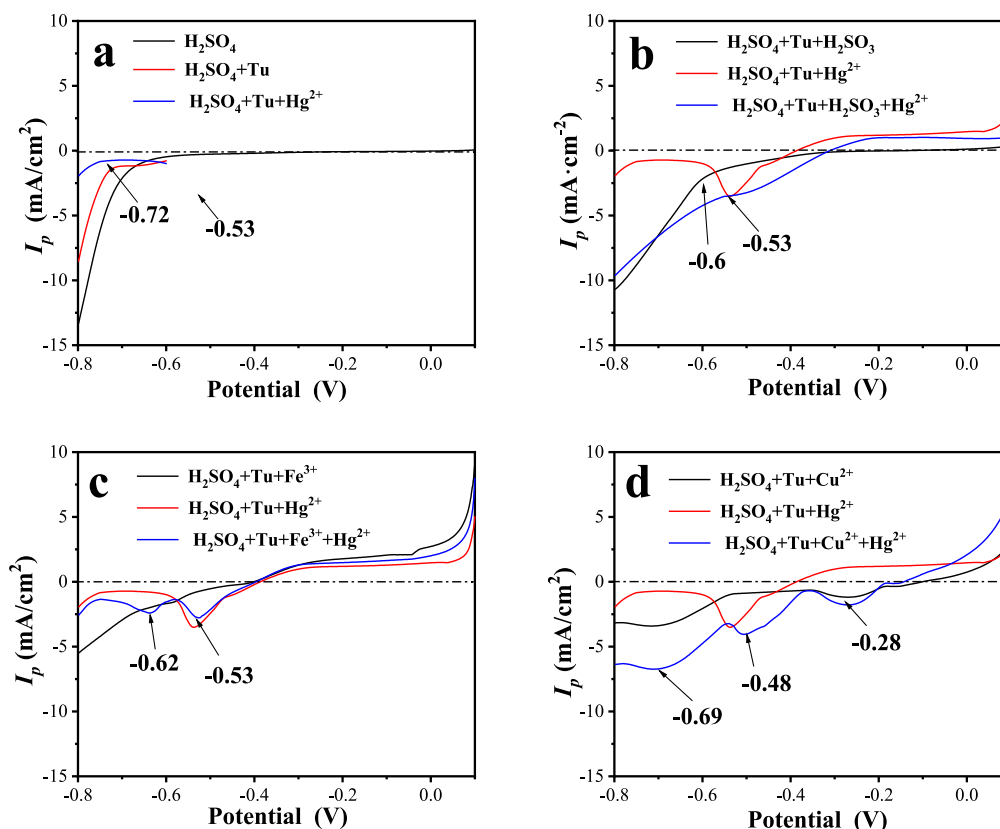 a
H₂SO₄
H₂SO₄+Tu
H₂SO₄+Tu+Hg²⁺
10
5
0
-5
-10
-15
Iₚ (mA/cm²)
-0.72
-0.53
-0.8
-0.6
-0.4
-0.2
0.0
Potential (V)
b
H₂SO₄+Tu+H₂SO₃
H₂SO₄+Tu+Hg²⁺
H₂SO₄+Tu+H₂SO₃+Hg²⁺
10
5
0
-5
-10
-15
Iₚ (mA·cm⁻²)
-0.6
-0.53
-0.8
-0.6
-0.4
-0.2
0.0
Potential (V)
c
H₂SO₄+Tu+Fe³⁺
H₂SO₄+Tu+Hg²⁺
H₂SO₄+Tu+Fe³⁺+Hg²⁺
10
5
0
-5
-10
-15
Iₚ (mA/cm²)
-0.62
-0.53
-0.8
-0.6
-0.4
-0.2
0.0
Potential (V)
d
H₂SO₄+Tu+Cu²⁺
H₂SO₄+Tu+Hg²⁺
H₂SO₄+Tu+Cu²⁺+Hg²⁺
10
5
0
-5
-10
-15
Iₚ (mA/cm²)
-0.28
-0.48
-0.69
-0.8
-0.6
-0.4
-0.2
0.0
Potential (V)